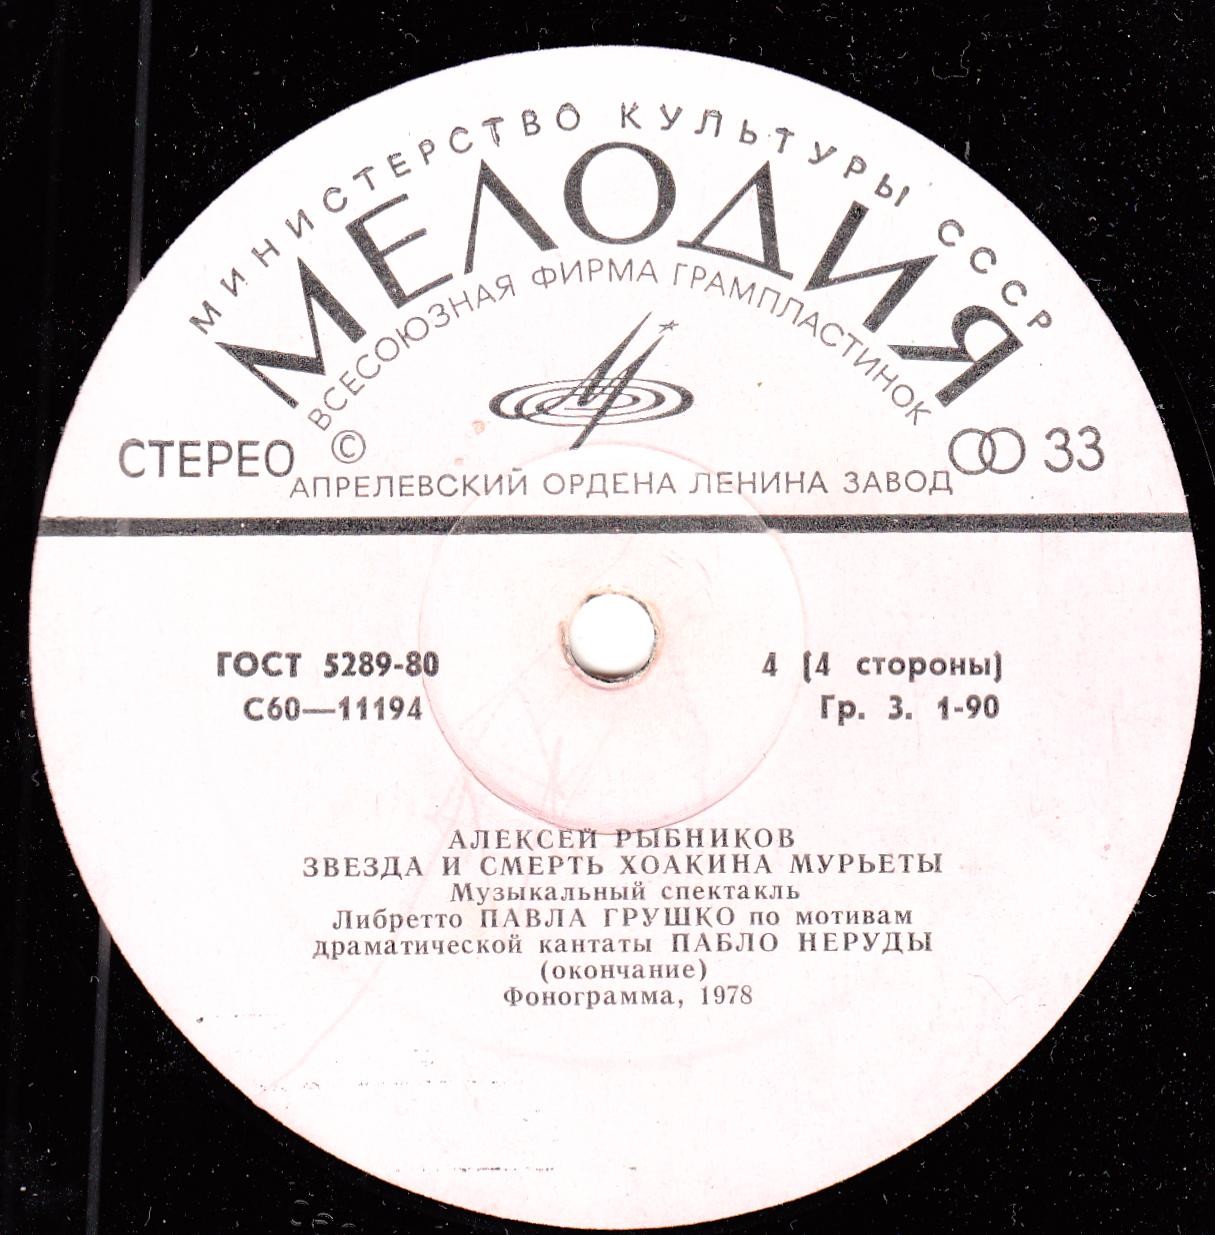 МИНИСТЕРСТВО КУЛЬТУРЫ СССР
МЕЛОДИЯ
ВСЕСОЮЗНАЯ ФИРМА ГРАМПЛАСТИНОК
СТЕРЕО © 33
АПРЕЛЕВСКИЙ ОРДЕНА ЛЕНИНА ЗАВОД
ГОСТ 5289-80 4 (4 стороны)
С60—11194 Гр. 3. 1-90
АЛЕКСЕЙ РЫБНИКОВ
ЗВЕЗДА И СМЕРТЬ ХОАКИНА МУРЬЕТЫ
Музыкальный спектакль
Либретто ПАВЛА ГРУШКО по мотивам
драматической кантаты ПАБЛО НЕРУДЫ
(окончание)
Фонограмма, 1978